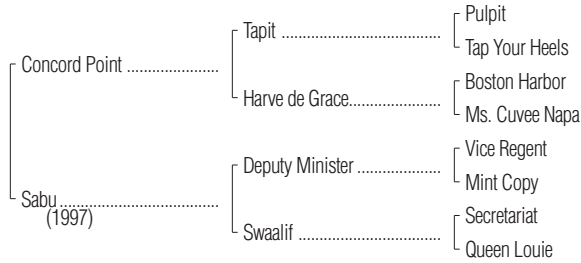 Pulpit
Tapit
Tap Your Heels
Concord Point
Boston Harbor
Harve de Grace
Ms. Cuvee Napa
Vice Regent
Deputy Minister
Mint Copy
Sabu
(1997)
Secretariat
Swaalif
Queen Louie